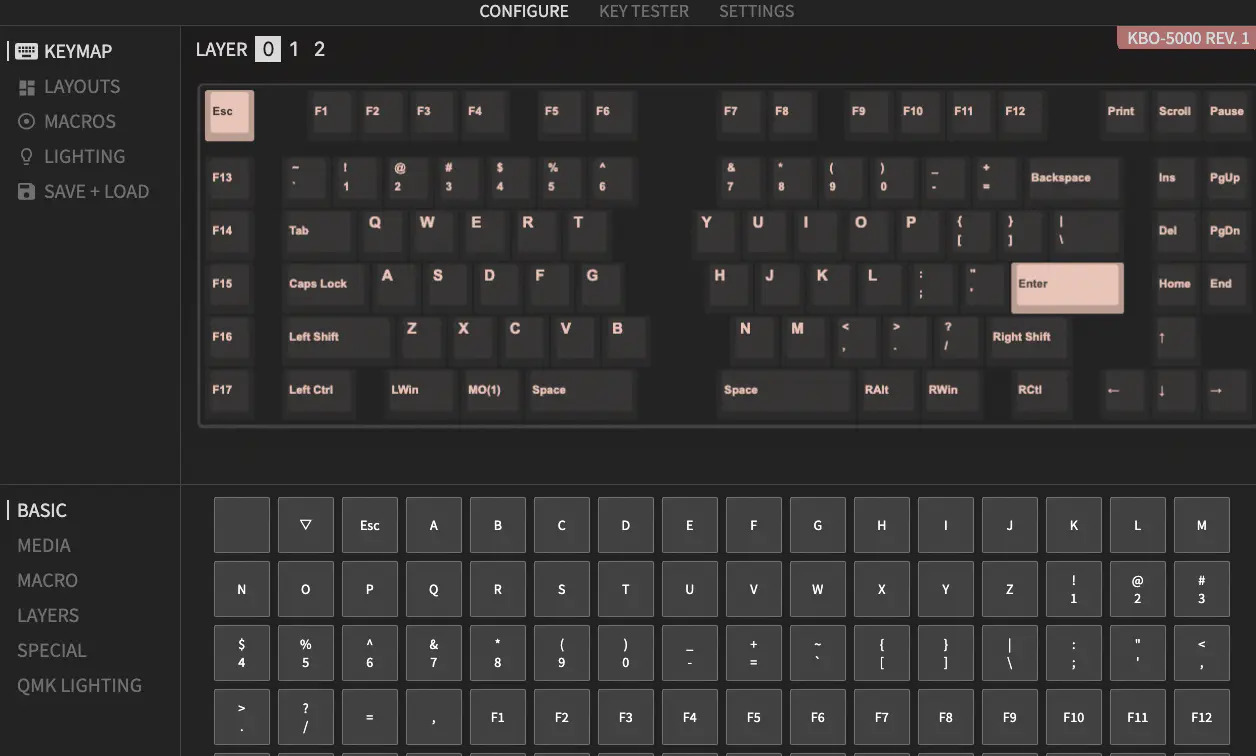 CONFIGURE KEY TESTER SETTINGS
KEYMAP
LAYOUTS
MACROS
LIGHTING
SAVE + LOAD
LAYER 0 1 2
KBO-5000 REV. 1
Esc F1 F2 F3 F4 F5 F6 F7 F8 F9 F10 F11 F12 Print Scroll Pause
F13 ~ ! @ # $ % ^ & * ( ) _ + Backspace Ins PgUp
` 1 2 3 4 5 6 7 8 9 0 - =
F14 Tab Q W E R T Y U I O P { } | Del PgDn
[ ] \
F15 Caps Lock A S D F G H J K L : " Enter Home End
; '
F16 Left Shift Z X C V B N M < > ? Right Shift ↑
, . /
F17 Left Ctrl LWin MO(1) Space Space RAlt RWin RCtl ← ↓ →
BASIC
MEDIA
MACRO
LAYERS
SPECIAL
QMK LIGHTING
▽ Esc A B C D E F G H I J K L M
N O P Q R S T U V W X Y Z ! @ #
1 2 3
$ % ^ & * ( ) _ + ~ { } | : " <
4 5 6 7 8 9 0 - = ` [ ] \ ; ' ,
> ? = , F1 F2 F3 F4 F5 F6 F7 F8 F9 F10 F11 F12
. /